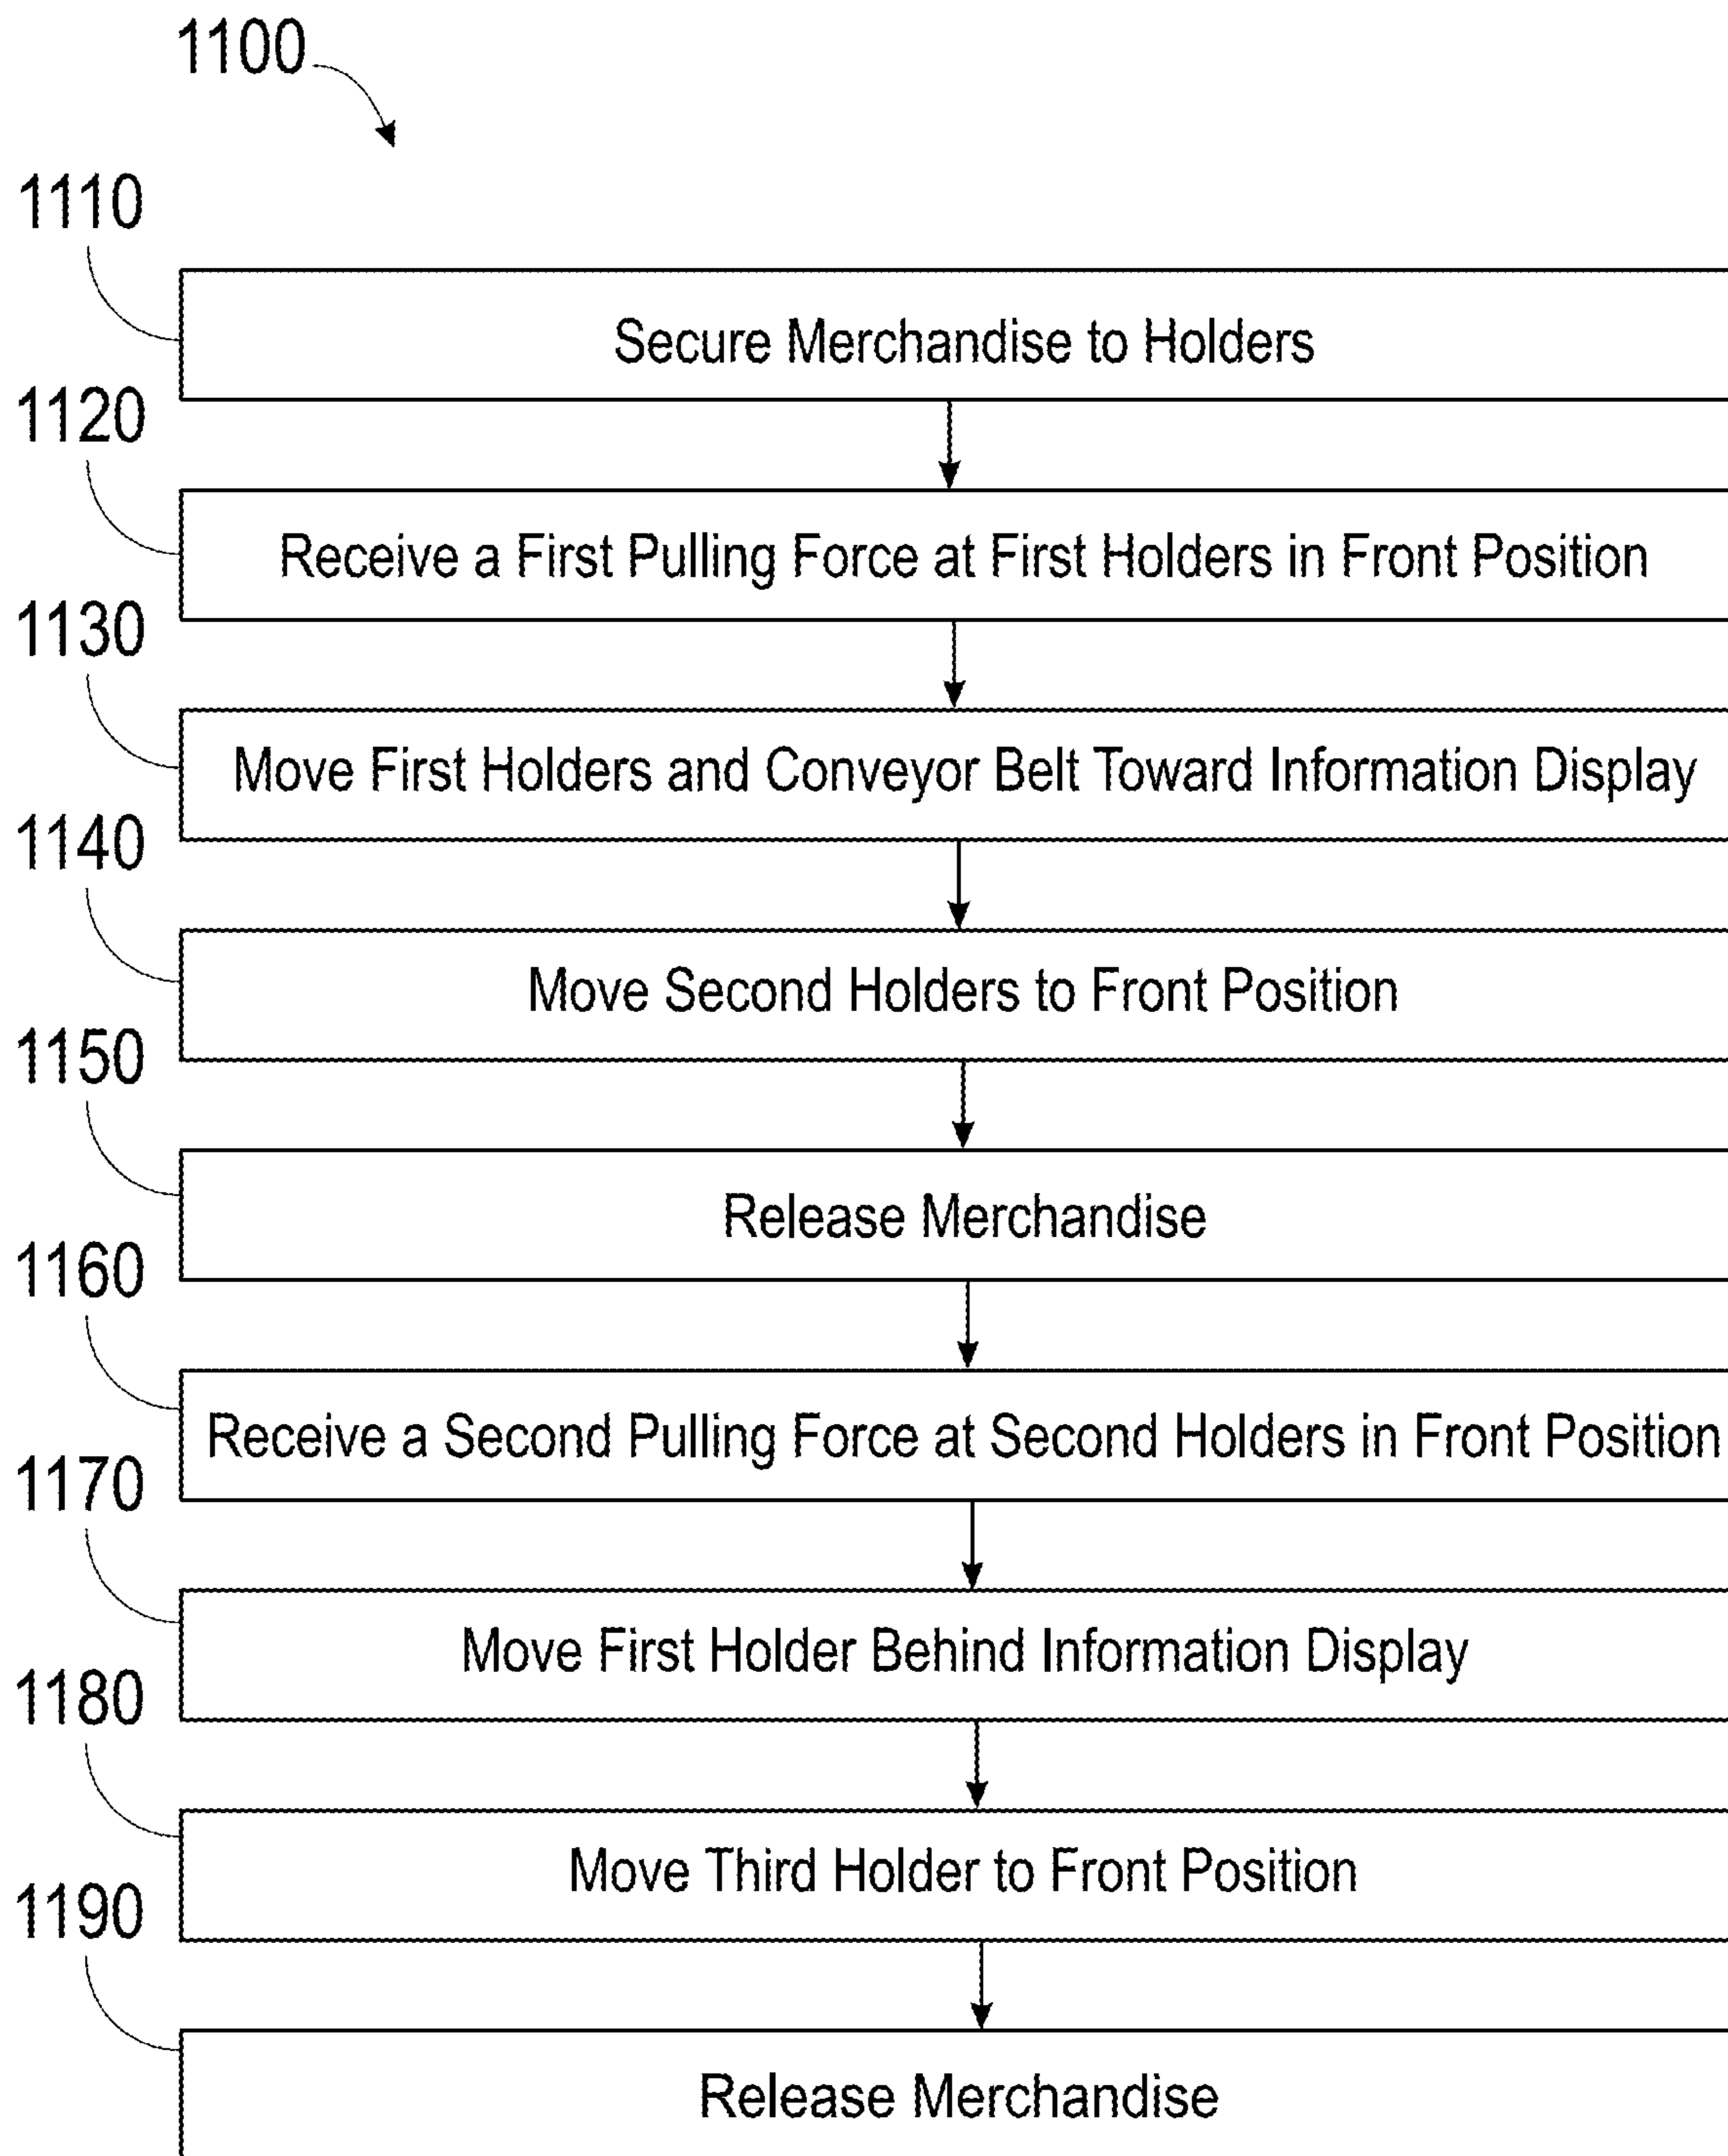 1100
1110
Secure Merchandise to Holders
1120
Receive a First Pulling Force at First Holders in Front Position
1130
Move First Holders and Conveyor Belt Toward Information Display
1140
Move Second Holders to Front Position
1150
Release Merchandise
1160
Receive a Second Pulling Force at Second Holders in Front Position
1170
Move First Holder Behind Information Display
1180
Move Third Holder to Front Position
1190
Release Merchandise